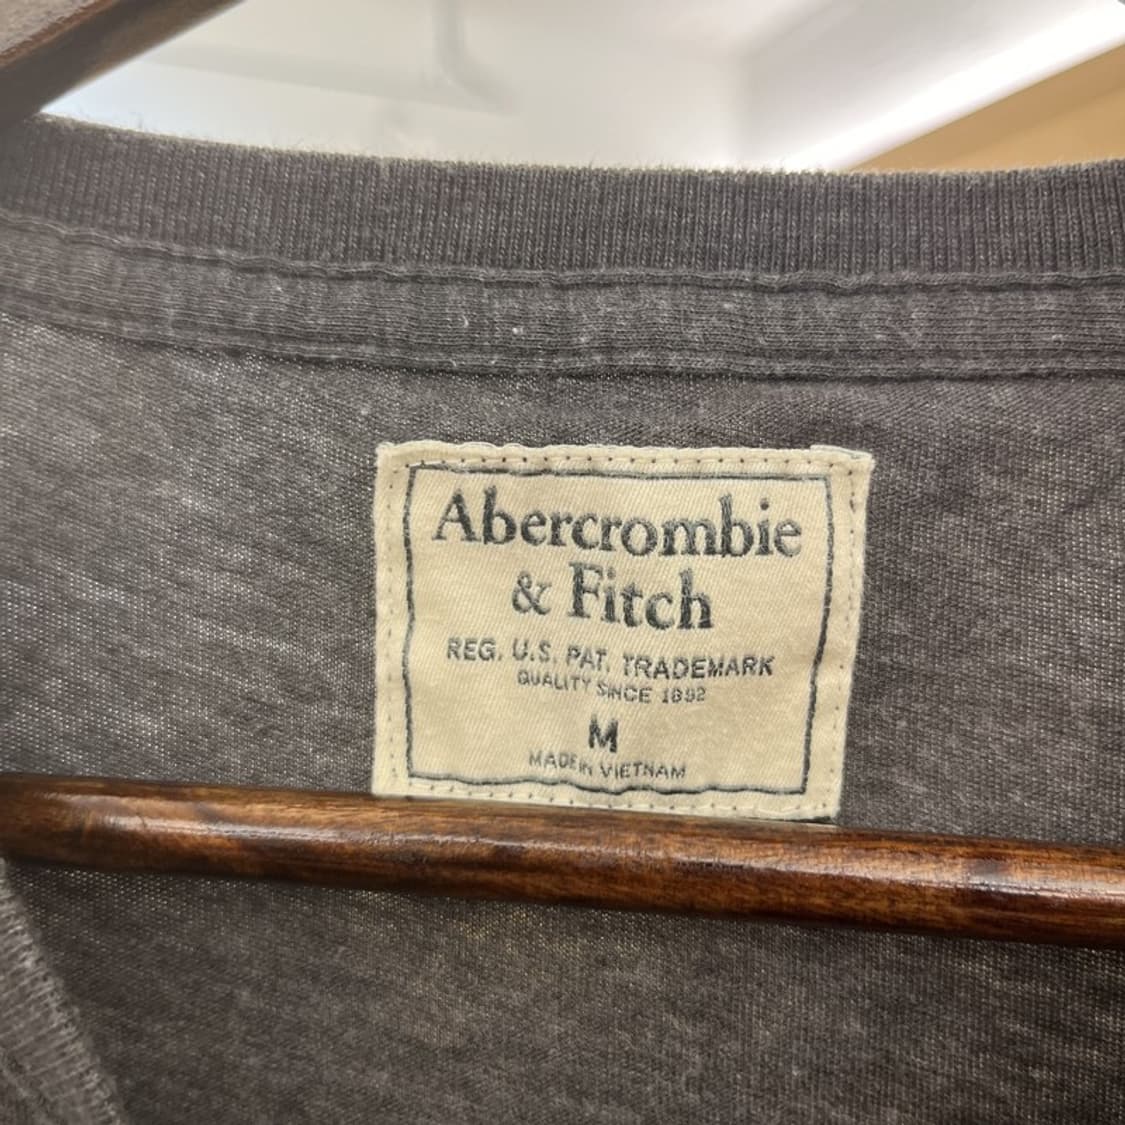 Abercrombie
& Fitch
REG. U.S. PAT. TRADEMARK
QUALITY SINCE 1892
M
MADE IN VIETNAM